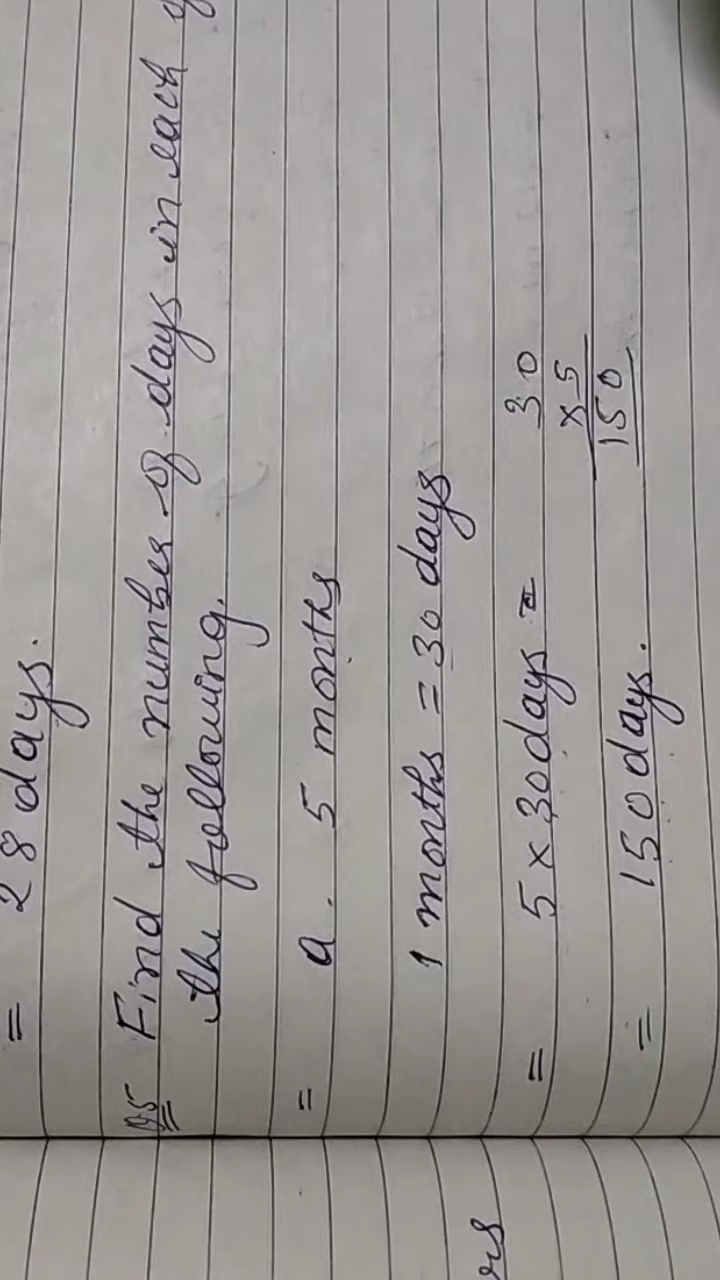 = 28 days.
Q5 Find the number of days in each
the following.
= a. 5 months
1 months = 30 days
= 5 x 30 days =
30
x 5
150
= 150 days.
rs